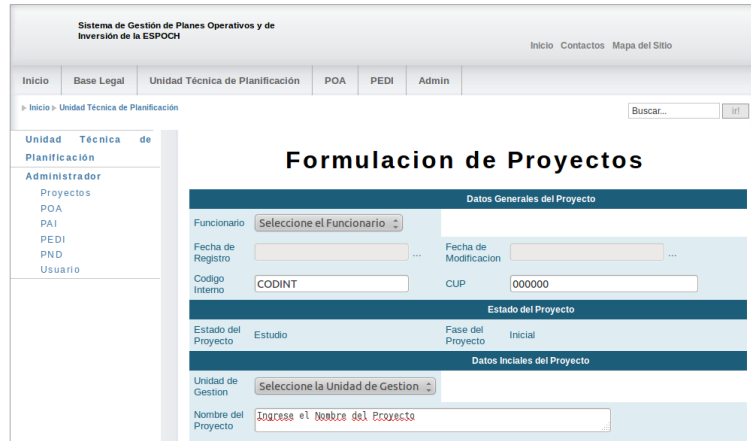 Sistema de Gestión de Planes Operativos y de
Inversión de la ESPOCH
Inicio Contactos Mapa del Sitio
Inicio Base Legal Unidad Técnica de Planificación POA PEDI Admin
Inicio Unidad Técnica de Planificación
Buscar... ir!
Unidad Técnica de
Planificación
Administrador
Proyectos
POA
PAI
PEDI
PND
Usuario
Formulacion de Proyectos
Datos Generales del Proyecto
Funcionario Seleccione el Funcionario
Fecha de
Registro ...
Fecha de
Modificacion ...
Codigo
Interno CODINT
CUP 000000
Estado del Proyecto
Estado del
Proyecto Estudio
Fase del
Proyecto Inicial
Datos Inciales del Proyecto
Unidad de
Gestion Seleccione la Unidad de Gestion
Nombre del
Proyecto Ingrese el Nombre del Proyecto